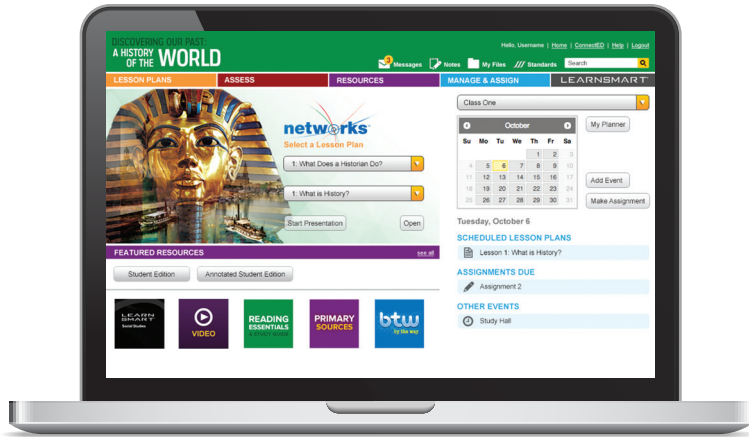 DISCOVERING OUR PAST:
A HISTORY
OF THE WORLD
Hello, Username | Home | ConnectED | Help | Logout
3
Messages Notes My Files Standards Search
LESSON PLANS ASSESS RESOURCES MANAGE & ASSIGN LEARNSMART
networks
Select a Lesson Plan
1: What Does a Historian Do?
1: What is History?
Start Presentation Open
Class One
October
Su Mo Tu We Th Fr Sa
1 2 3
4 5 6 7 8 9 10
11 12 13 14 15 16 17
18 19 20 21 22 23 24
25 26 27 28 29 30 31
My Planner
Add Event
Make Assignment
Tuesday, October 6
SCHEDULED LESSON PLANS
Lesson 1: What is History?
ASSIGNMENTS DUE
Assignment 2
OTHER EVENTS
Study Hall
FEATURED RESOURCES see all
Student Edition Annotated Student Edition
LEARN
SMART
Social Studies
VIDEO
READING
ESSENTIALS
& STUDY GUIDE
PRIMARY
SOURCES
btw
by the way